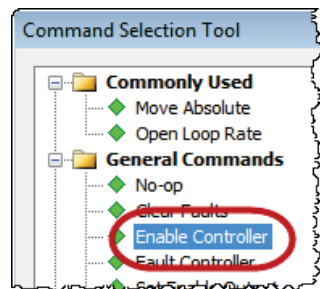 Command Selection Tool
Commonly Used
Move Absolute
Open Loop Rate
General Commands
No-op
Clear Faults
Enable Controller
Fault Controller